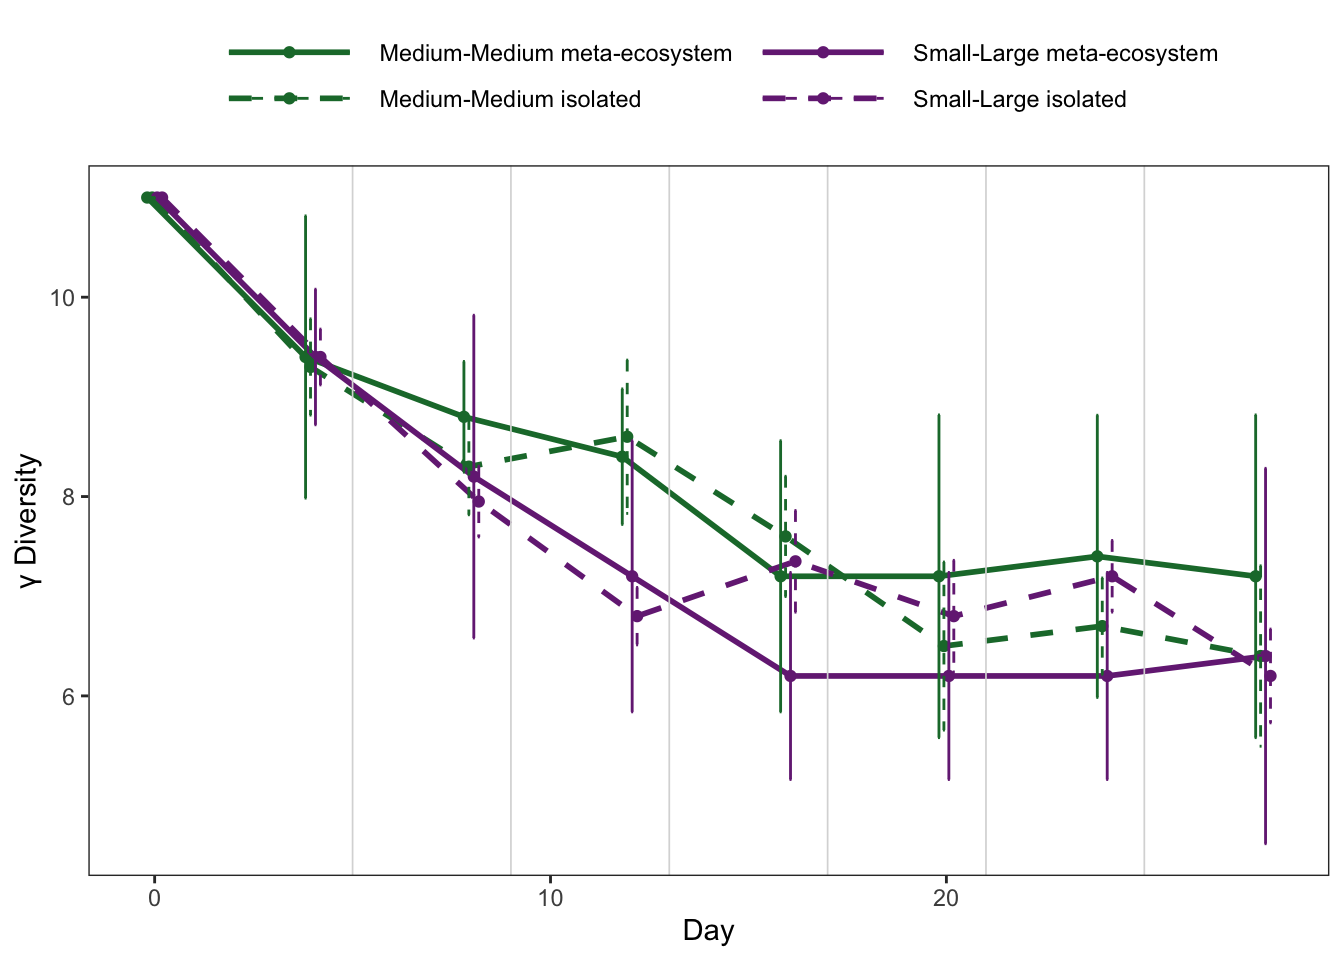 Medium-Medium meta-ecosystem Small-Large meta-ecosystem
Medium-Medium isolated Small-Large isolated
10
8
6
γ Diversity
0 10 20
Day